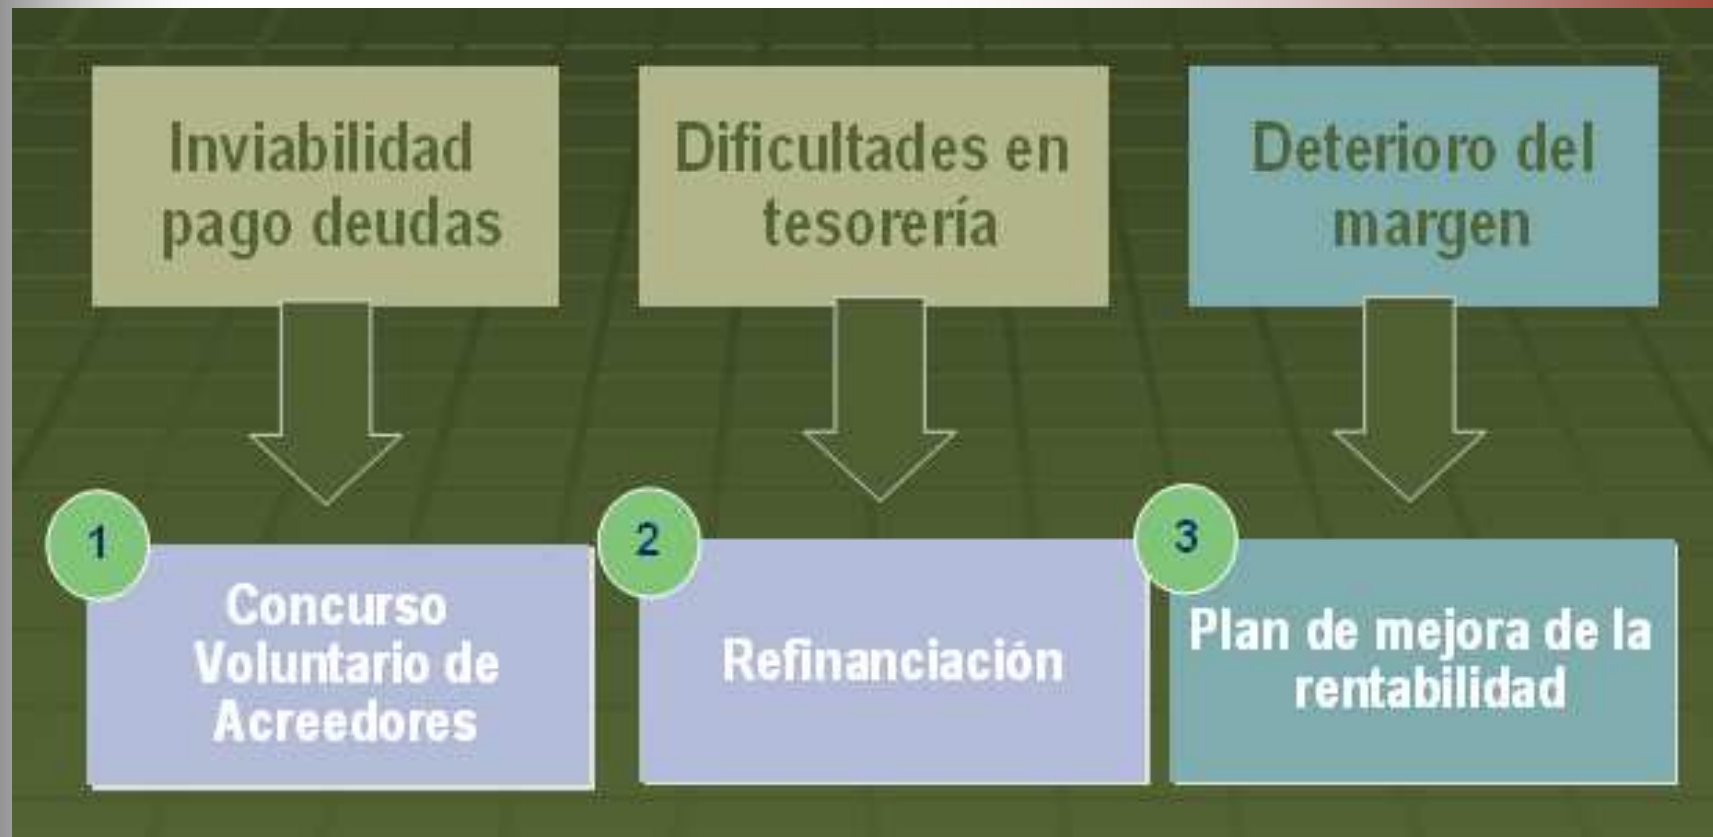 Inviabilidad
pago deudas
Dificultades en
tesorería
Deterioro del
margen
1
Concurso
Voluntario de
Acreedores
2
Refinanciación
3
Plan de mejora de la
rentabilidad